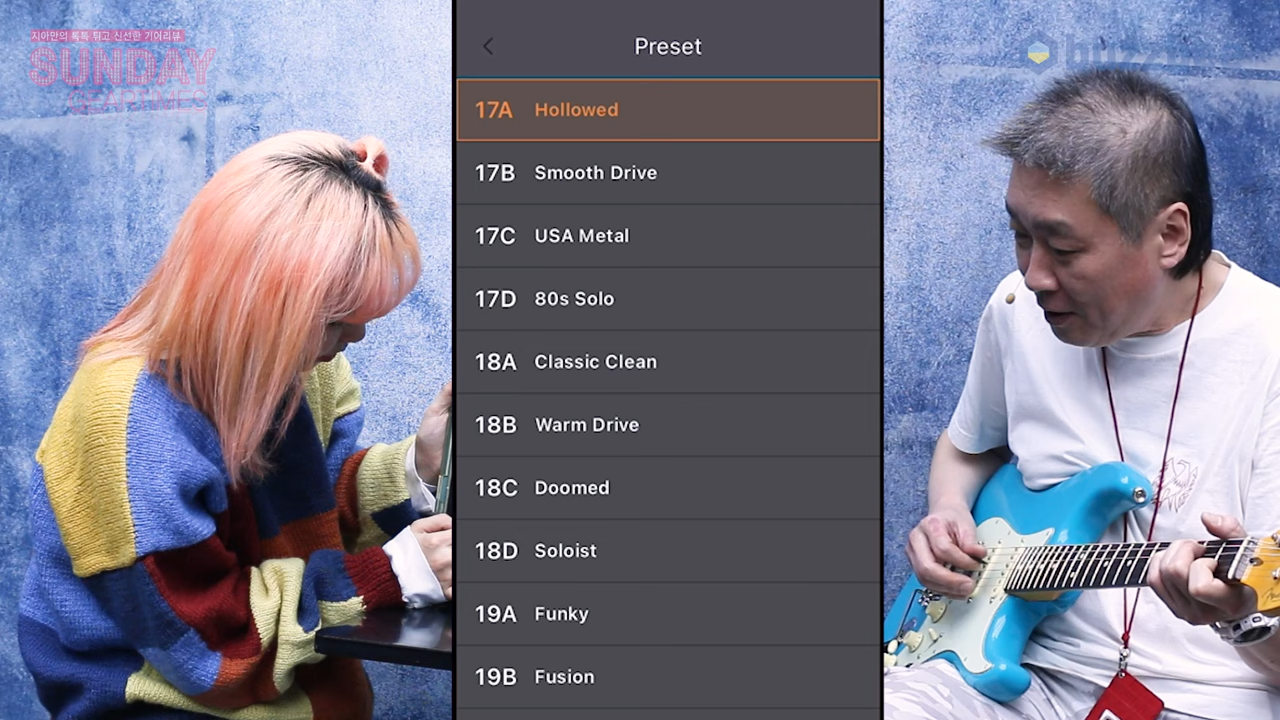 지아만의 톡톡 튀고 신선한 기어리뷰
SUNDAY
GEARTIMES
Preset
17A Hollowed
17B Smooth Drive
17C USA Metal
17D 80s Solo
18A Classic Clean
18B Warm Drive
18C Doomed
18D Soloist
19A Funky
19B Fusion